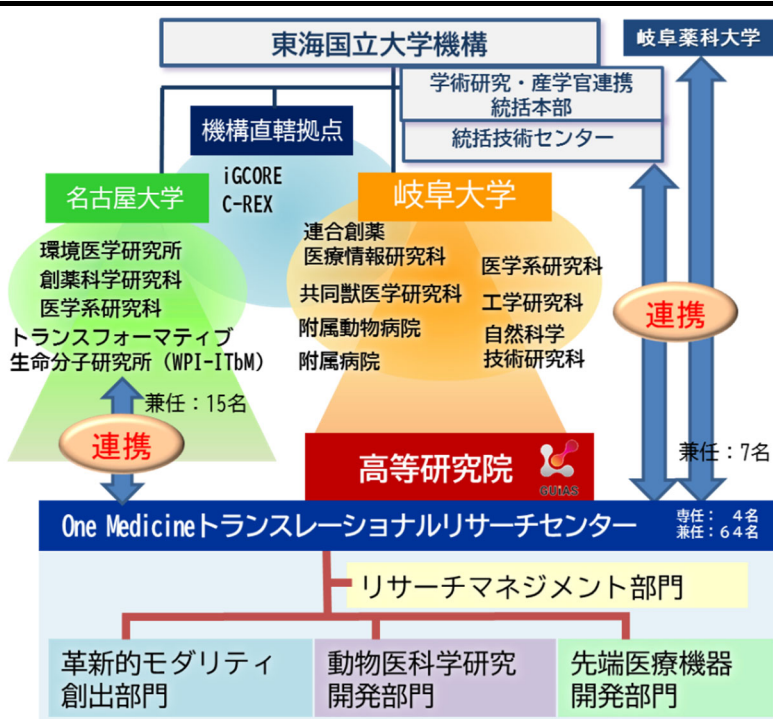 東海国立大学機構
岐阜薬科大学
学術研究・産学官連携
統括本部
統括技術センター
機構直轄拠点
iGCORE
C-REX
名古屋大学
環境医学研究所
創薬科学研究科
医学系研究科
トランスフォーマティブ
生命分子研究所（WPI-ITbM）
岐阜大学
連合創薬
医療情報研究科
共同獣医学研究科
附属動物病院
附属病院
医学系研究科
工学研究科
自然科学
技術研究科
連携
兼任：15名
連携
兼任：7名
高等研究院
GUiAS
One Medicineトランスレーショナルリサーチセンター
専任： 4名
兼任：64名
リサーチマネジメント部門
革新的モダリティ
創出部門
動物医科学研究
開発部門
先端医療機器
開発部門